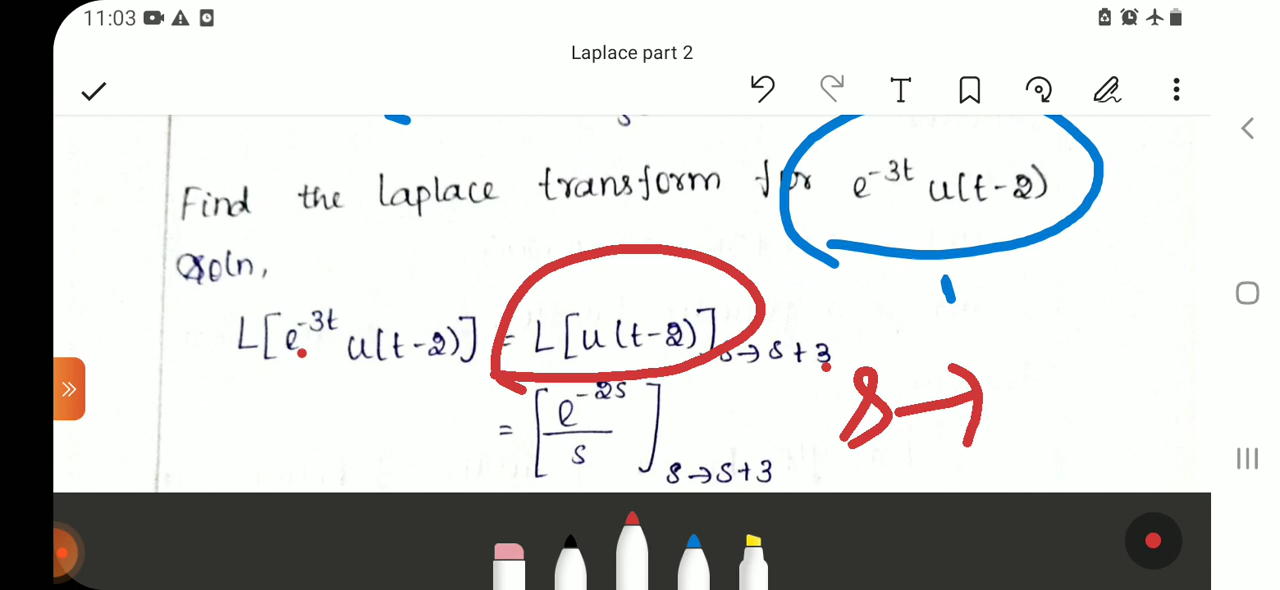 11:03
Laplace part 2
T
Find the laplace transform for e^-3t u(t-2)
Soln,
L[e^-3t u(t-2)] = L[u(t-2)] s→s+3
s→
= [e^-2s / s] s→s+3